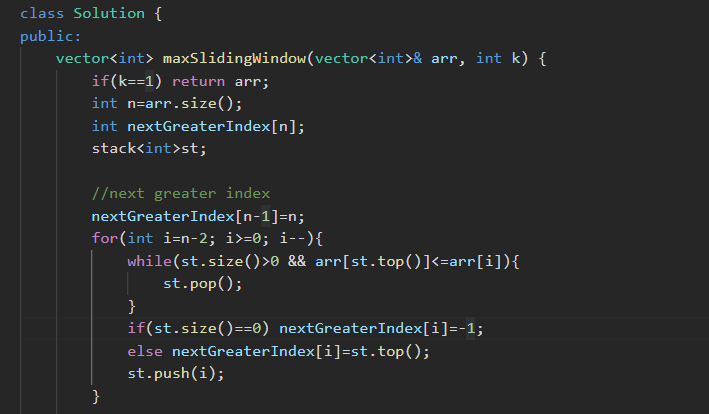 class Solution {
public:
    vector<int> maxSlidingWindow(vector<int>& arr, int k) {
        if(k==1) return arr;
        int n=arr.size();
        int nextGreaterIndex[n];
        stack<int>st;

        //next greater index
        nextGreaterIndex[n-1]=n;
        for(int i=n-2; i>=0; i--){
            while(st.size()>0 && arr[st.top()]<=arr[i]){
                st.pop();
            }
            if(st.size()==0) nextGreaterIndex[i]=-1;
            else nextGreaterIndex[i]=st.top();
            st.push(i);
        }